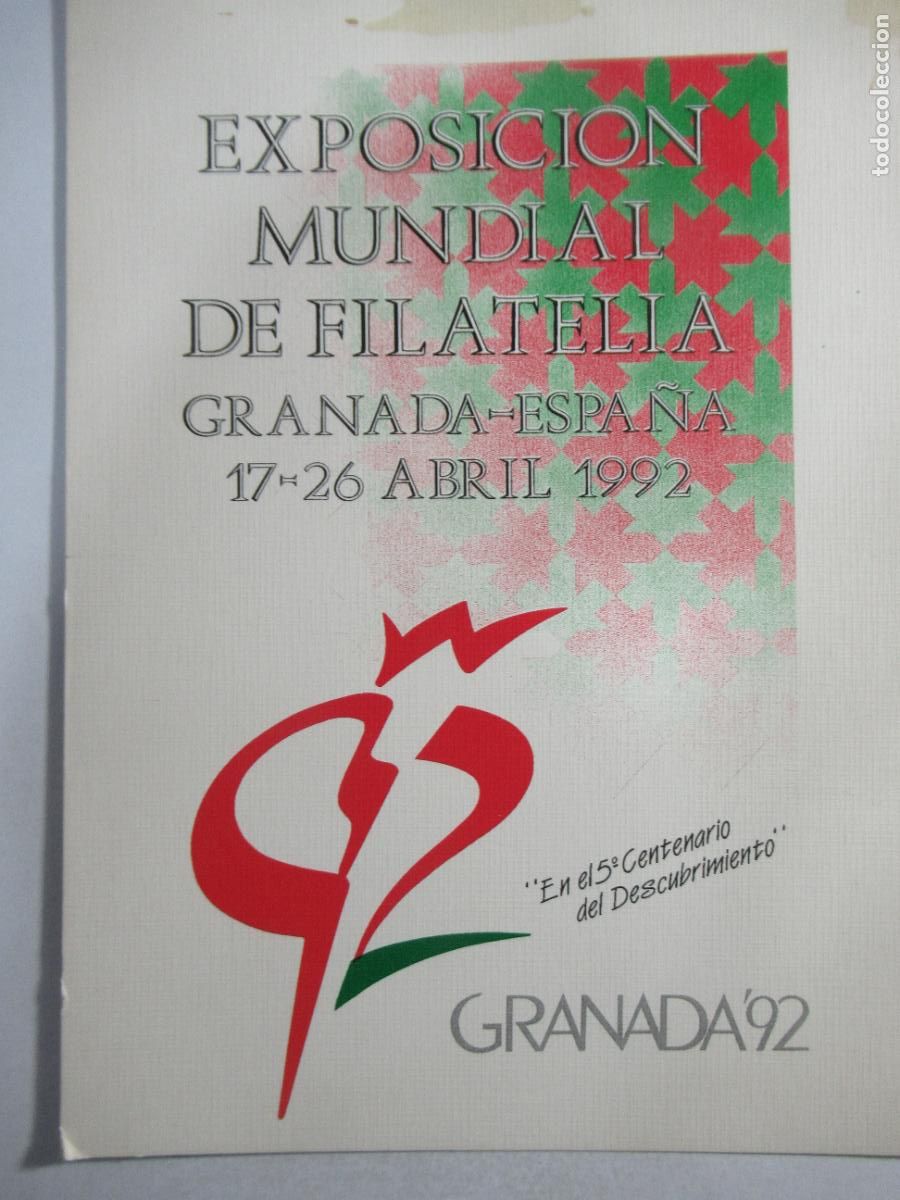 EXPOSICION
MUNDIAL
DE FILATELIA
GRANADA-ESPAÑA
17-26 ABRIL 1992
92
"En el 5º Centenario
del Descubrimiento"
GRANADA'92
todocoleccion